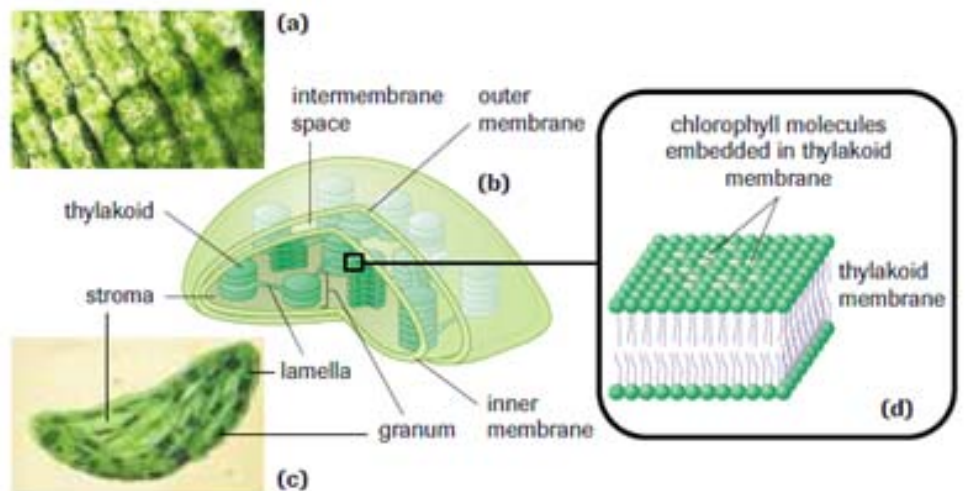 (a)
intermembrane
space
outer
membrane
(b)
thylakoid
stroma
lamella
granum
inner
membrane
(c)
chlorophyll molecules
embedded in thylakoid
membrane
thylakoid
membrane
(d)